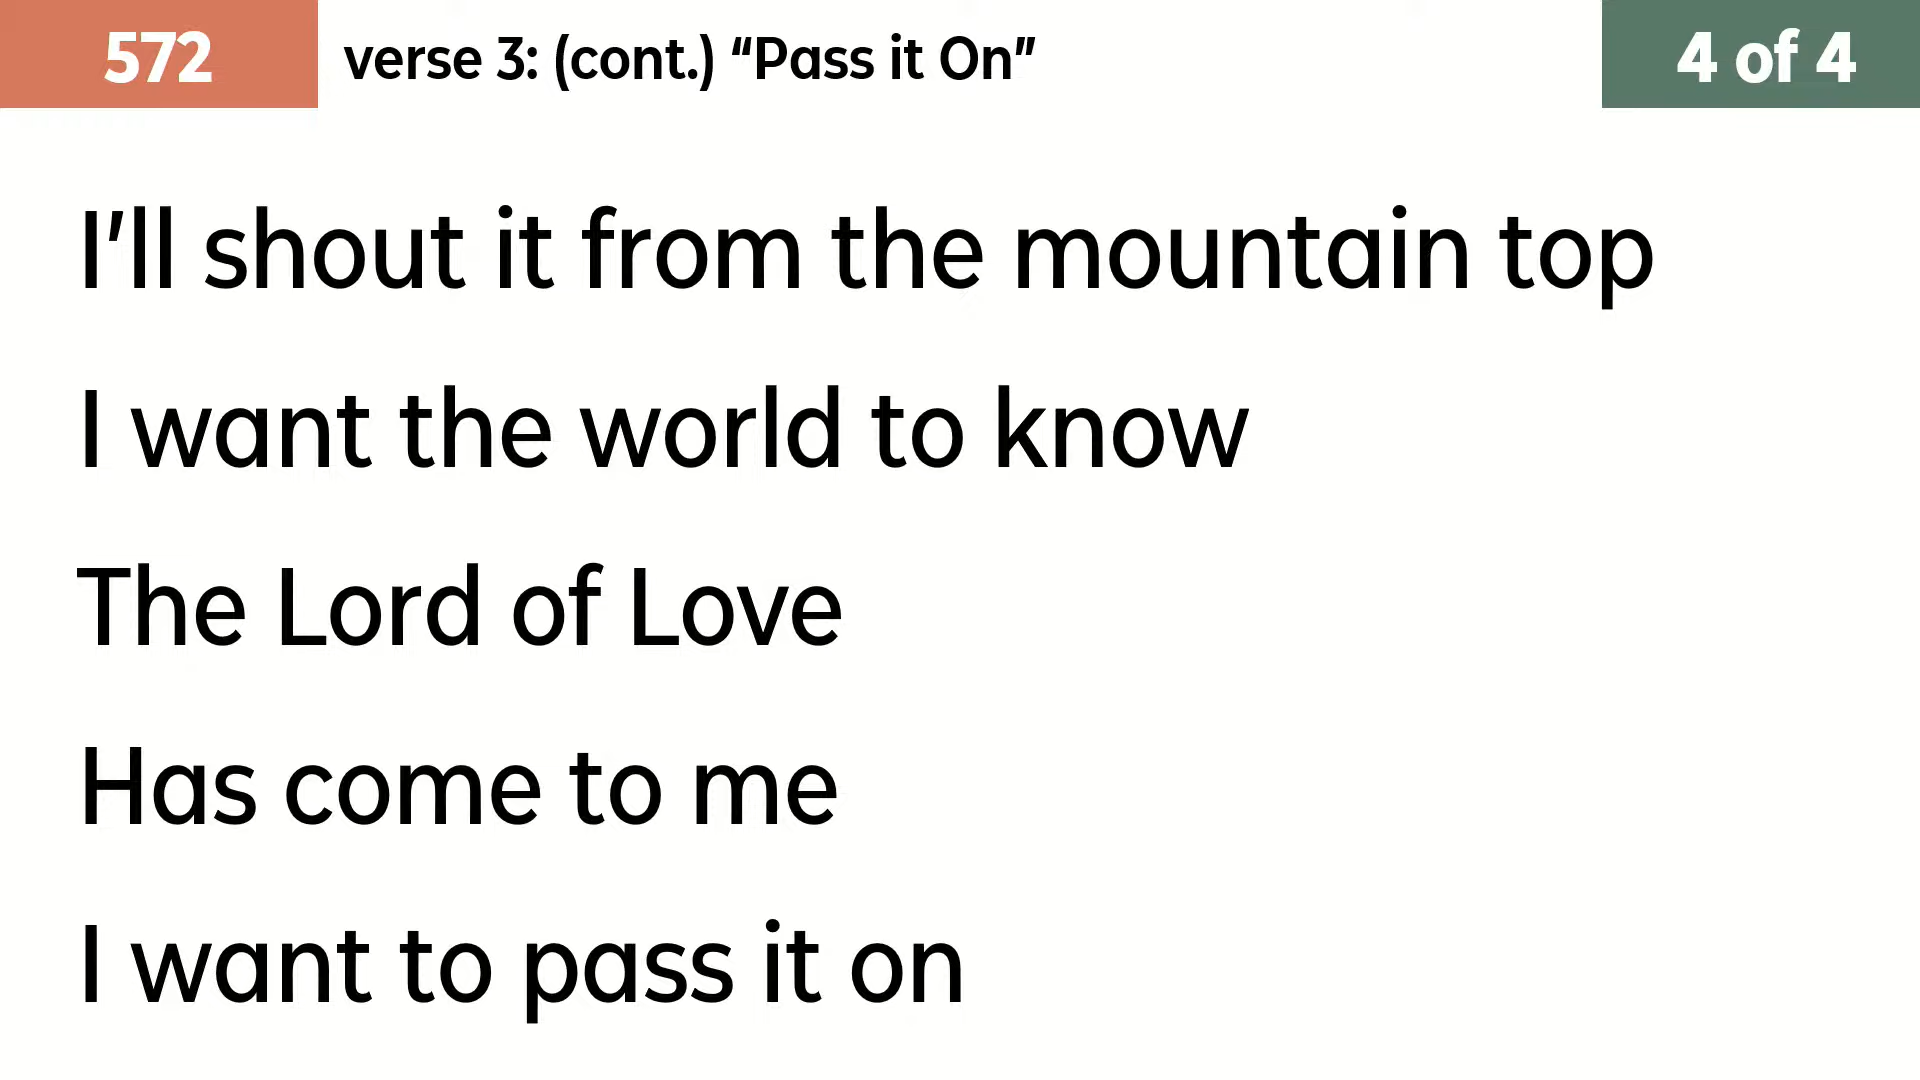 572
verse 3: (cont.) “Pass it On”
4 of 4
I’ll shout it from the mountain top
I want the world to know
The Lord of Love
Has come to me
I want to pass it on